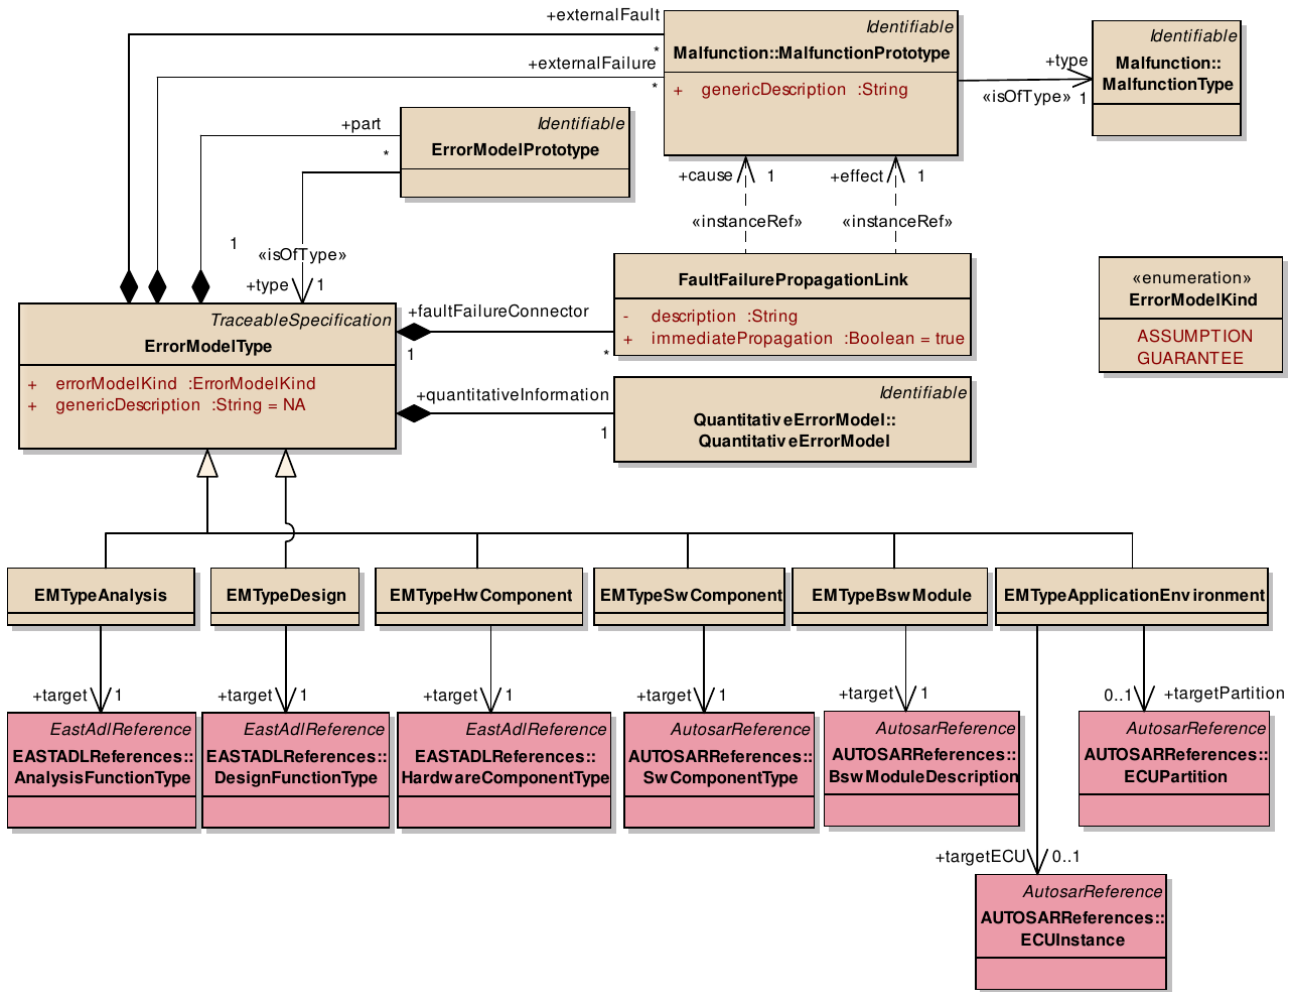 +externalFault
*
+externalFailure
*
Identifiable
Malfunction::MalfunctionPrototype
+ genericDescription :String
+type
«isOfType» 1
Identifiable
Malfunction::
MalfunctionType
+part
*
Identifiable
ErrorModelPrototype
1
«isOfType»
+type 1
+cause 1
«instanceRef»
+effect 1
«instanceRef»
FaultFailurePropagationLink
- description :String
+ immediatePropagation :Boolean = true
«enumeration»
ErrorModelKind
ASSUMPTION
GUARANTEE
TraceableSpecification
ErrorModelType
+ errorModelKind :ErrorModelKind
+ genericDescription :String = NA
+faultFailureConnector
1
*
+quantitativeInformation
1
Identifiable
QuantitativeErrorModel::
QuantitativeErrorModel
EMTypeAnalysis
EMTypeDesign
EMTypeHwComponent
EMTypeSwComponent
EMTypeBswModule
EMTypeApplicationEnvironment
+target 1
+target 1
+target 1
+target 1
+target 1
0..1 +targetPartition
EastAdlReference
EASTADLReferences::
AnalysisFunctionType
EastAdlReference
EASTADLReferences::
DesignFunctionType
EastAdlReference
EASTADLReferences::
HardwareComponentType
AutosarReference
AUTOSARReferences::
SwComponentType
AutosarReference
AUTOSARReferences::
BswModuleDescription
AutosarReference
AUTOSARReferences::
ECUPartition
+targetECU 0..1
AutosarReference
AUTOSARReferences::
ECUInstance